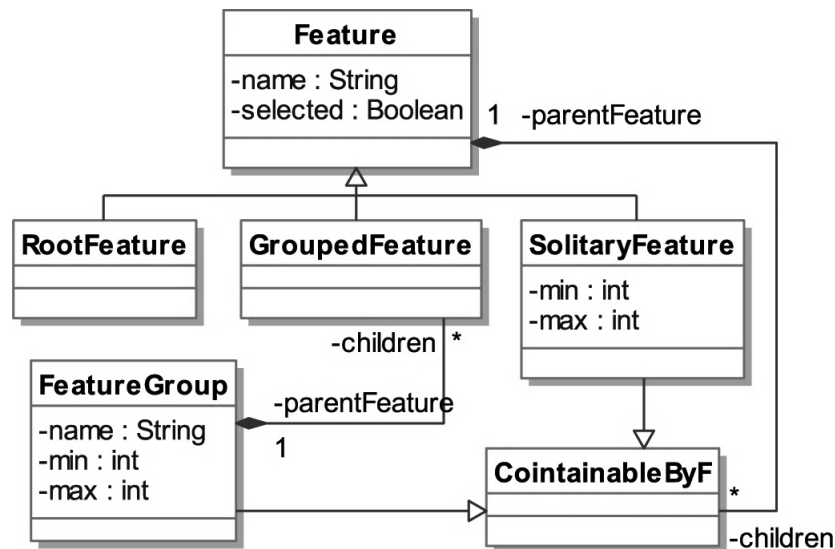 Feature
-name : String
-selected : Boolean
1 -parentFeature
RootFeature
GroupedFeature
SolitaryFeature
-min : int
-max : int
-children *
FeatureGroup
-name : String
-min : int
-max : int
-parentFeature
1
CointainableByF
*
-children